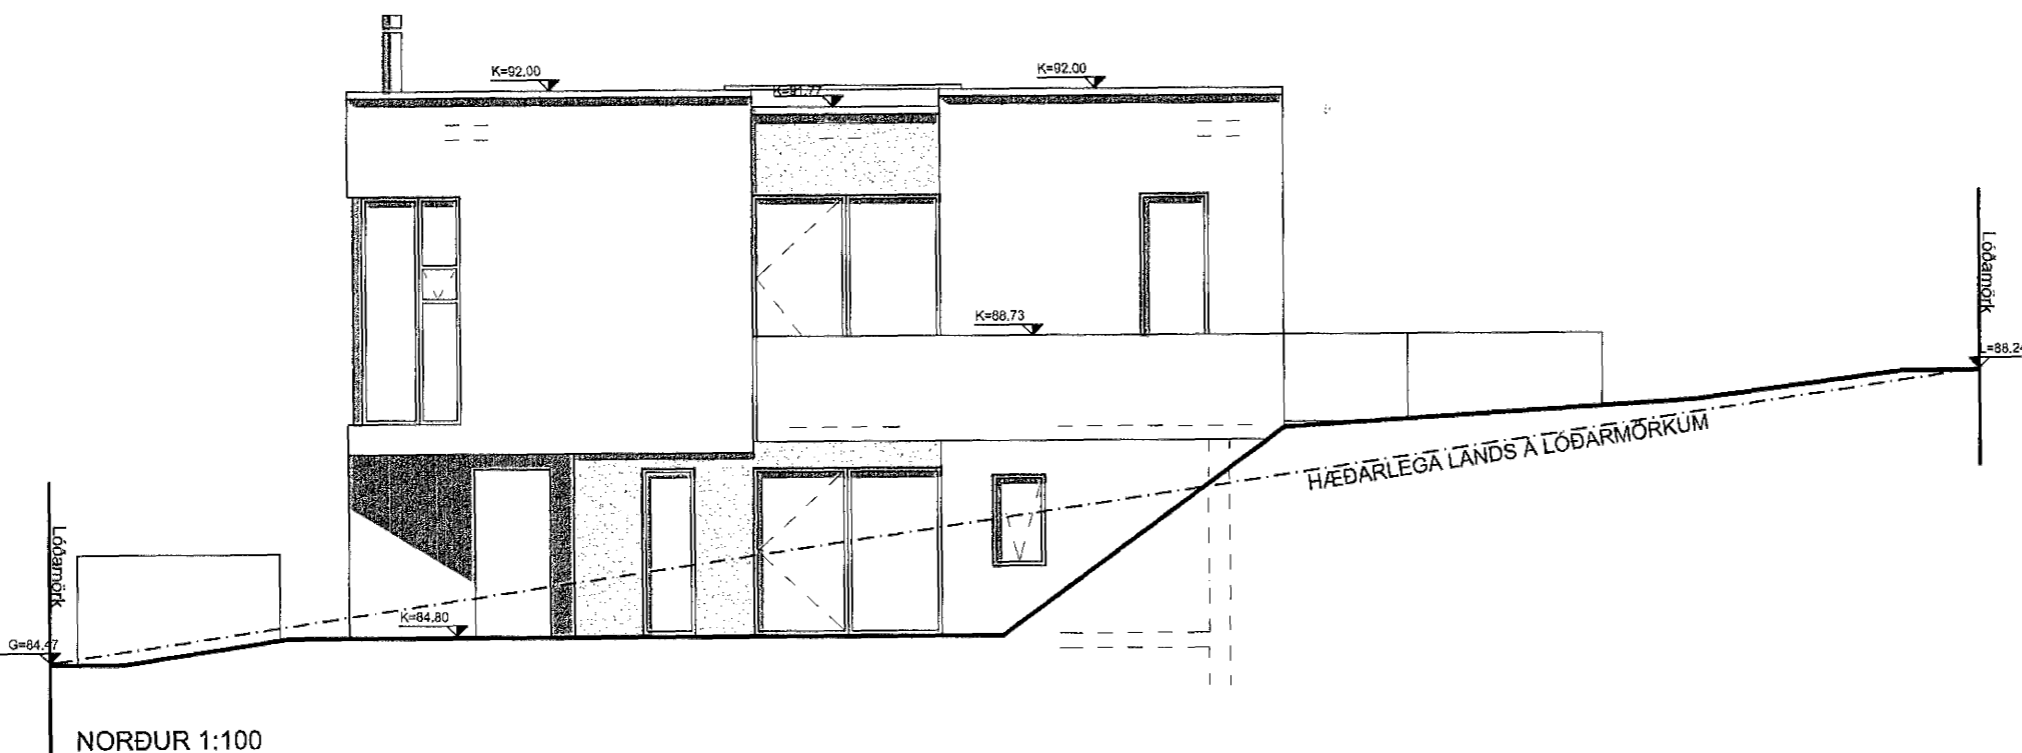 K=92.00
K=92.00
K=91.77
Lóðamörk
K=88.73
L=88.24
HÆÐARLEGA LANDS Á LÓÐARMÖRKUM
Lóðamörk
K=84.80
G=84.47
NORÐUR 1:100